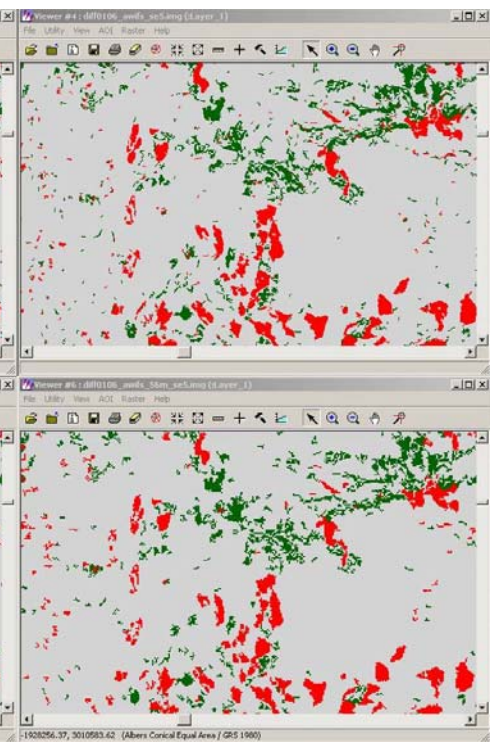 Viewer #4 : diff0106_awifs_se5.img (:Layer_1)
File Utility View AOI Raster Help
Viewer #6 : diff0106_awifs_56m_se5.img (:Layer_1)
File Utility View AOI Raster Help
-1928256.37, 3010583.62 (Albers Conical Equal Area / GRS 1980)